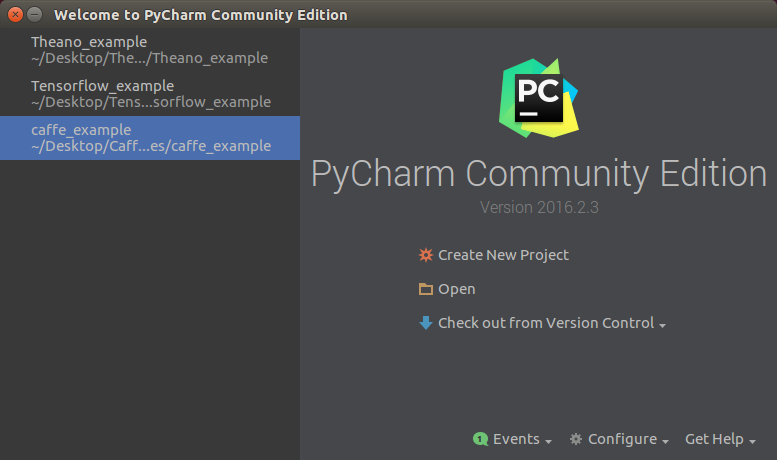 Welcome to PyCharm Community Edition
Theano_example
~/Desktop/The.../Theano_example
Tensorflow_example
~/Desktop/Tens...sorflow_example
caffe_example
~/Desktop/Caff...es/caffe_example
PC
PyCharm Community Edition
Version 2016.2.3
Create New Project
Open
Check out from Version Control
1 Events
Configure
Get Help